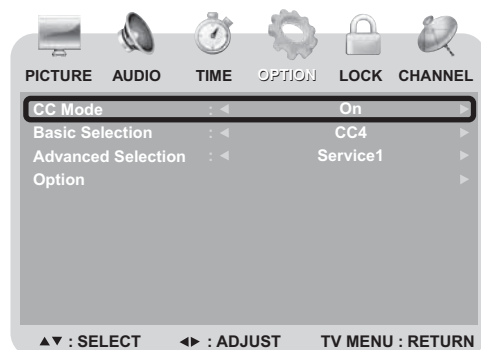 PICTURE AUDIO TIME OPTION LOCK CHANNEL
CC Mode : ◀ On ▶
Basic Selection : ◀ CC4 ▶
Advanced Selection : ◀ Service1 ▶
Option ▶
▲▼ : SELECT ◀▶ : ADJUST TV MENU : RETURN